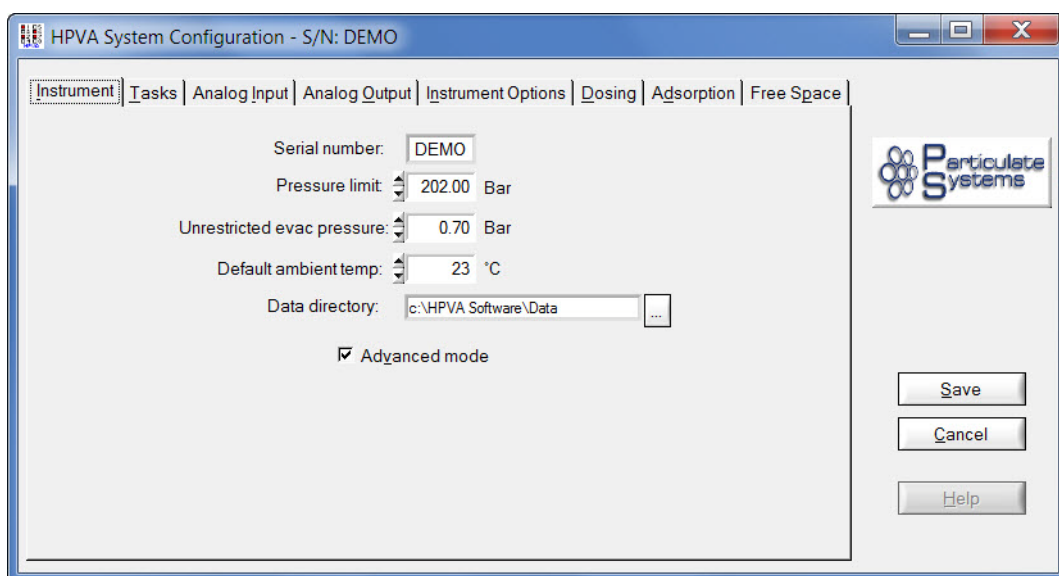 HPVA System Configuration - S/N: DEMO
Instrument Tasks Analog Input Analog Output Instrument Options Dosing Adsorption Free Space
Serial number: DEMO
Pressure limit: 202.00 Bar
Unrestricted evac pressure: 0.70 Bar
Default ambient temp: 23 °C
Data directory: c:\HPVA Software\Data ...
Advanced mode
Particulate
Systems
Save
Cancel
Help